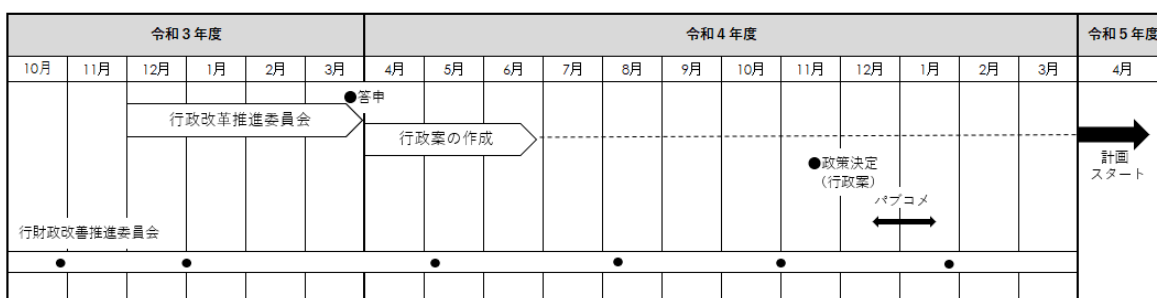 令和３年度
令和４年度
令和５年度
10月 11月 12月 1月 2月 3月 4月 5月 6月 7月 8月 9月 10月 11月 12月 1月 2月 3月 4月
●答申
行政改革推進委員会
行政案の作成
●政策決定
（行政案）
計画
スタート
パブコメ
行財政改善推進委員会